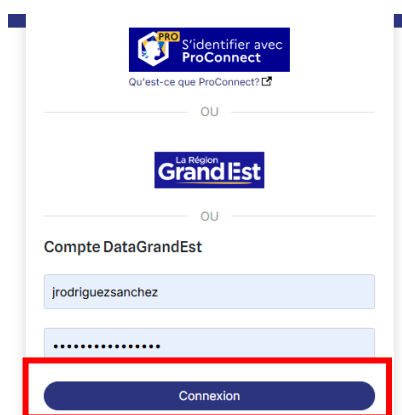 PRO
S'identifier avec
ProConnect
Qu'est-ce que ProConnect?
OU
La Région
Grand Est
OU
Compte DataGrandEst
jrodriguezsanchez
••••••••••••••••
Connexion